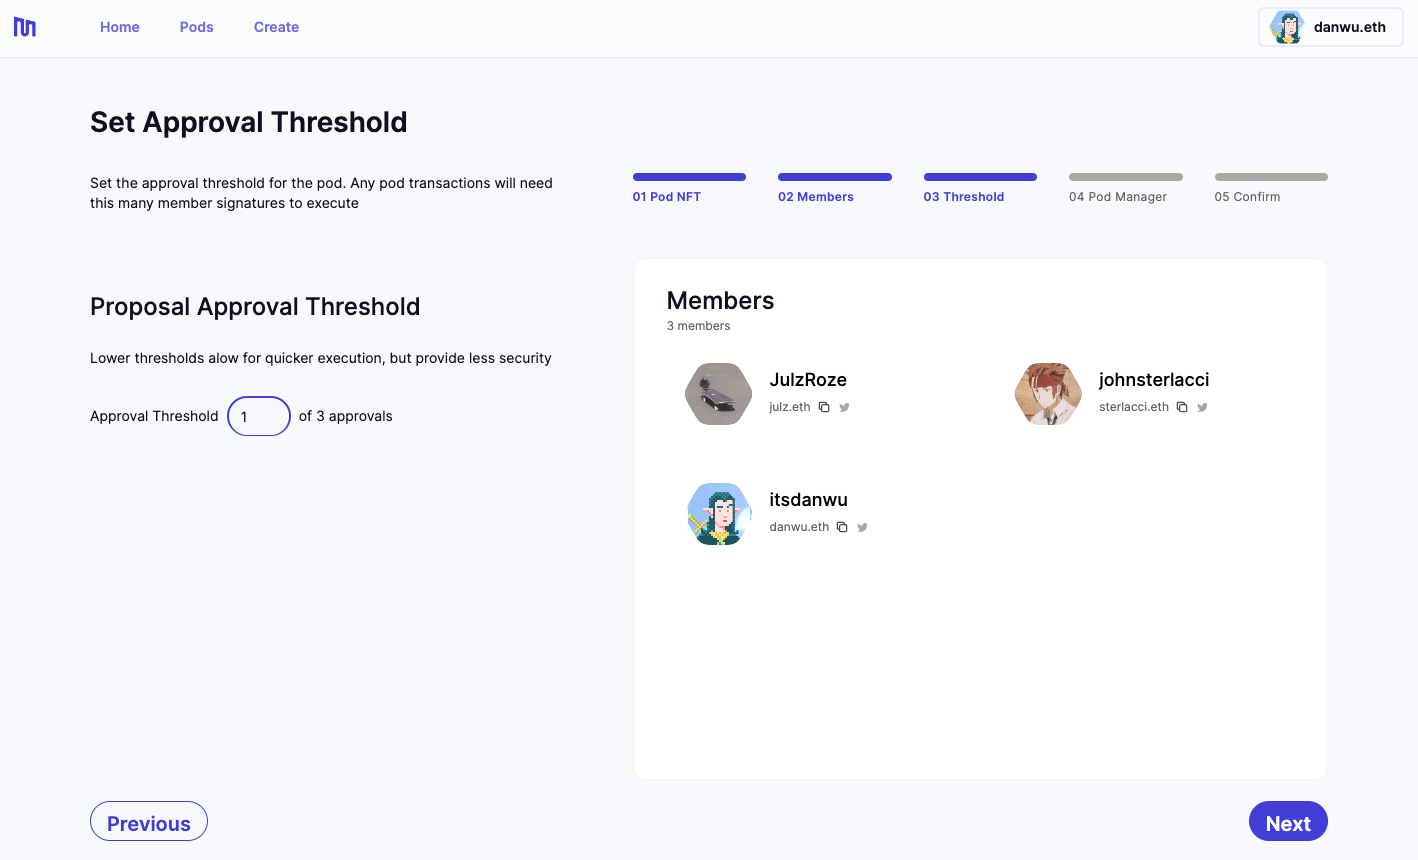 Home Pods Create danwu.eth
Set Approval Threshold
Set the approval threshold for the pod. Any pod transactions will need
this many member signatures to execute
01 Pod NFT 02 Members 03 Threshold 04 Pod Manager 05 Confirm
Proposal Approval Threshold
Lower thresholds alow for quicker execution, but provide less security
Approval Threshold 1 of 3 approvals
Members
3 members
JulzRoze
julz.eth
johnsterlacci
sterlacci.eth
itsdanwu
danwu.eth
Previous
Next